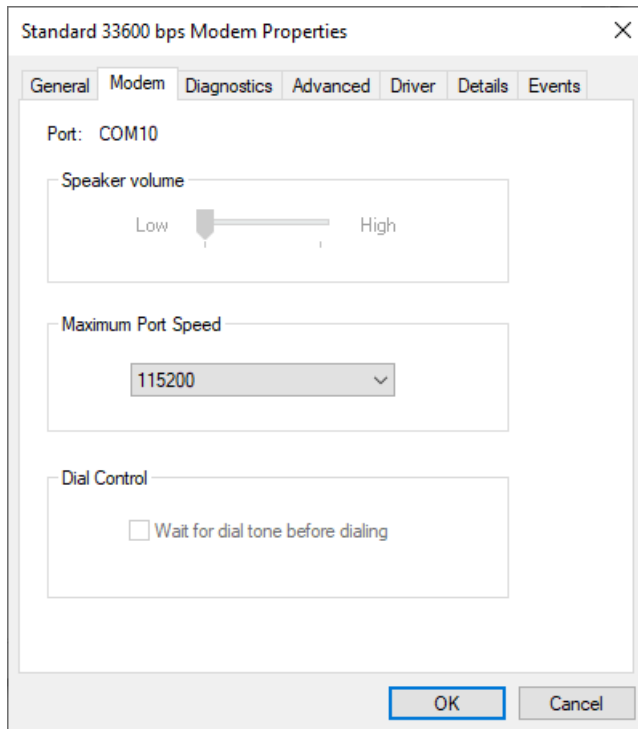 Standard 33600 bps Modem Properties
General Modem Diagnostics Advanced Driver Details Events
Port: COM10
Speaker volume
Low High
Maximum Port Speed
115200
Dial Control
Wait for dial tone before dialing
OK Cancel